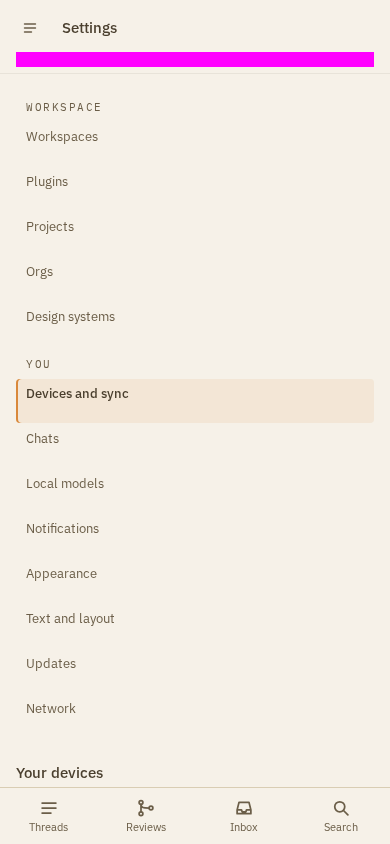 Settings
WORKSPACE
Workspaces
Plugins
Projects
Orgs
Design systems
YOU
Devices and sync
Chats
Local models
Notifications
Appearance
Text and layout
Updates
Network
Your devices
Threads
Reviews
Inbox
Search